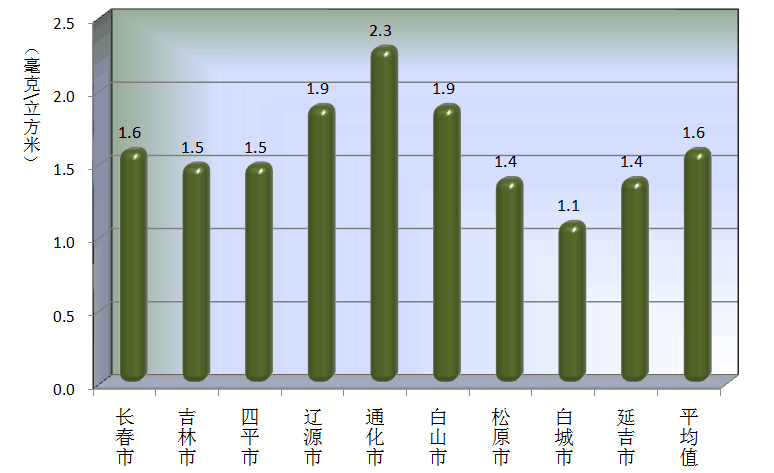 2.5
2.0
1.5
1.0
0.5
0.0
（毫克\立方米）
1.6
1.5
1.5
1.9
2.3
1.9
1.4
1.1
1.4
1.6
长春市
吉林市
四平市
辽源市
通化市
白山市
松原市
白城市
延吉市
平均值